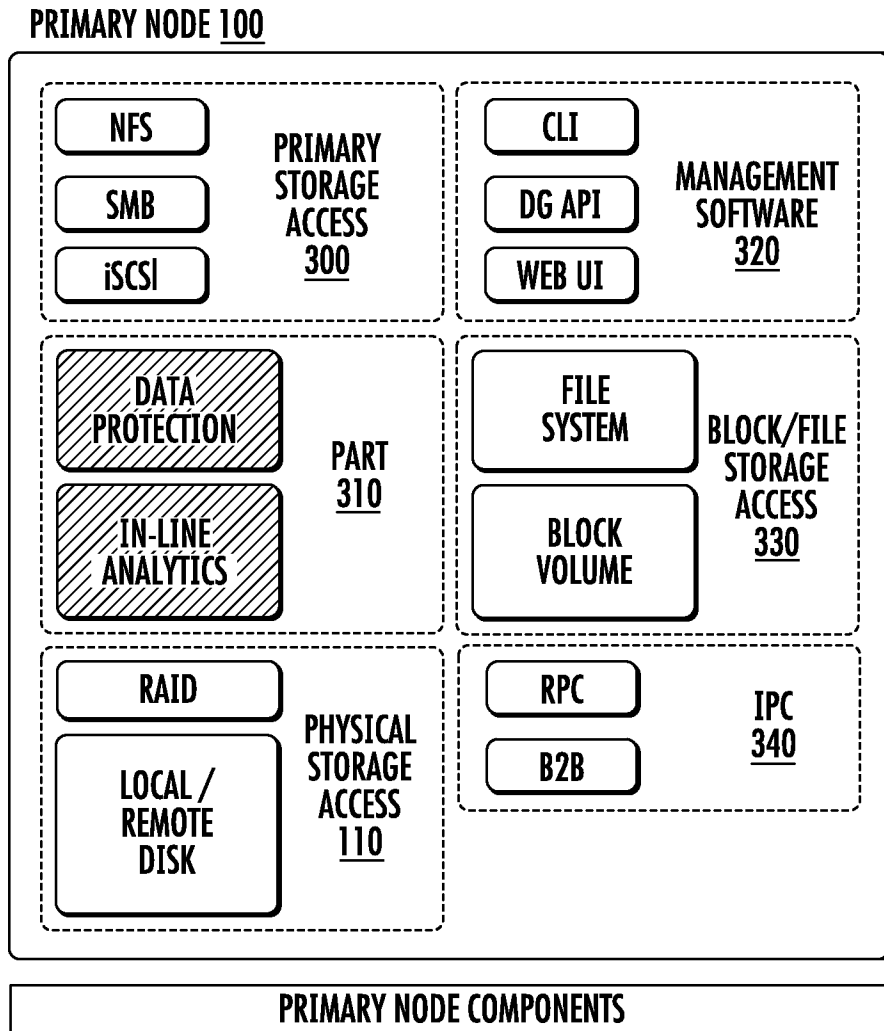 PRIMARY NODE 100
NFS
SMB
iSCSI
PRIMARY
STORAGE
ACCESS
300
CLI
DG API
WEB UI
MANAGEMENT
SOFTWARE
320
DATA
PROTECTION
IN-LINE
ANALYTICS
PART
310
FILE
SYSTEM
BLOCK
VOLUME
BLOCK/FILE
STORAGE
ACCESS
330
RAID
LOCAL /
REMOTE
DISK
PHYSICAL
STORAGE
ACCESS
110
RPC
B2B
IPC
340
PRIMARY NODE COMPONENTS